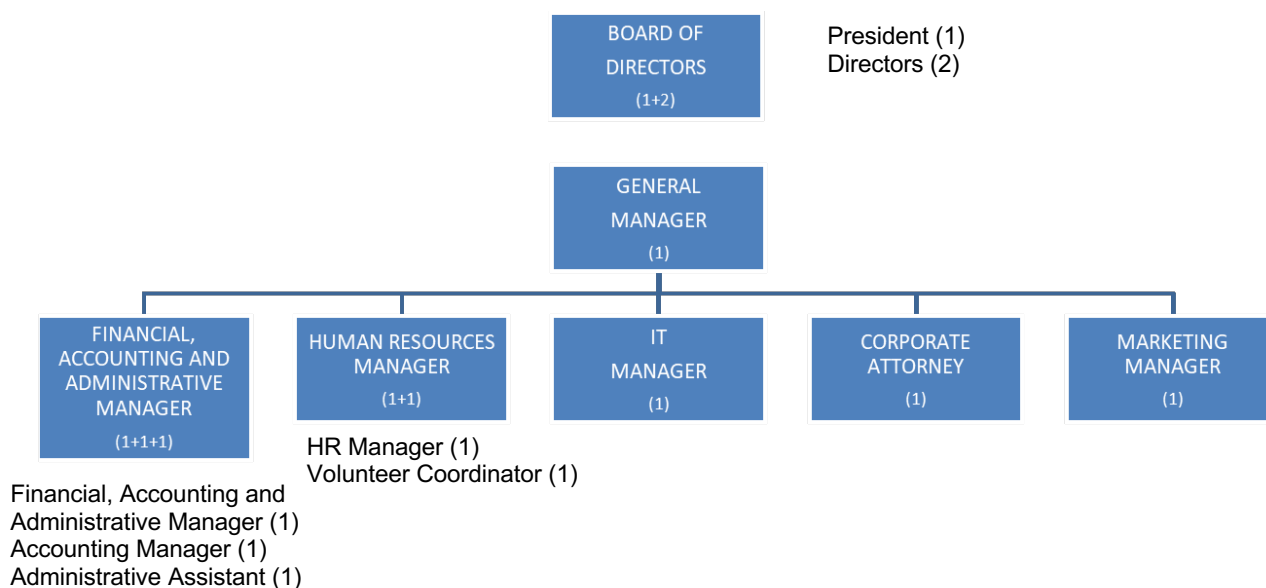 BOARD OF
DIRECTORS
(1+2)
President (1)
Directors (2)
GENERAL
MANAGER
(1)
FINANCIAL,
ACCOUNTING AND
ADMINISTRATIVE
MANAGER
(1+1+1)
HUMAN RESOURCES
MANAGER
(1+1)
IT
MANAGER
(1)
CORPORATE
ATTORNEY
(1)
MARKETING
MANAGER
(1)
HR Manager (1)
Volunteer Coordinator (1)
Financial, Accounting and
Administrative Manager (1)
Accounting Manager (1)
Administrative Assistant (1)